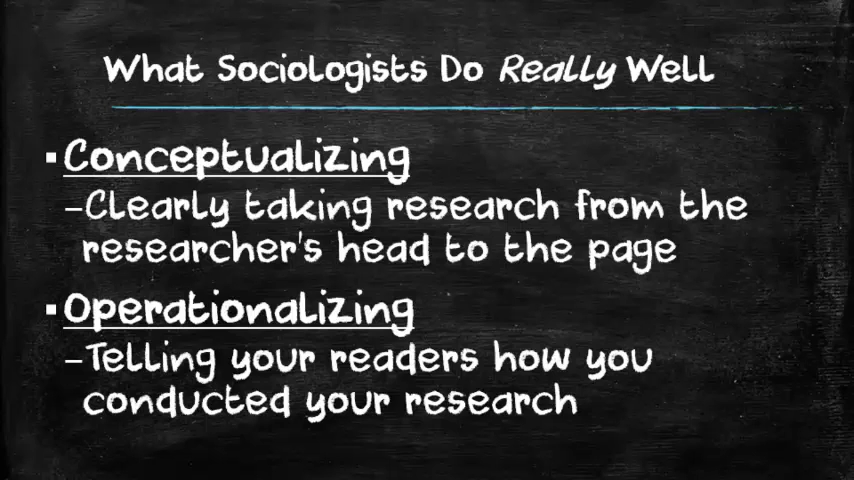 What Sociologists Do Really Well
▪Conceptualizing
–Clearly taking research from the
researcher's head to the page
▪Operationalizing
–Telling your readers how you
conducted your research